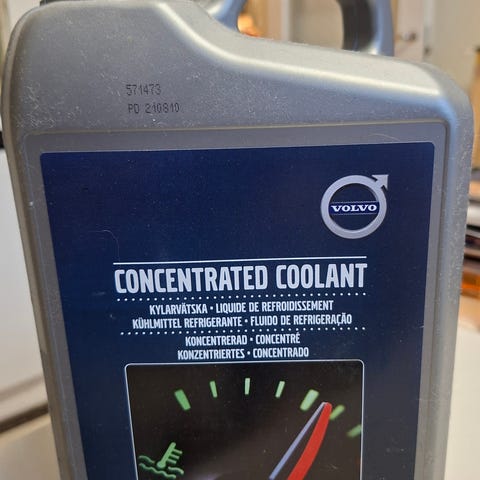 571473
PD 210810
VOLVO
CONCENTRATED COOLANT
KYLARVÄTSKA • LIQUIDE DE REFROIDISSEMENT
KÜHLMITTEL REFRIGERANTE • FLUIDO DE REFRIGERAÇÃO
KONCENTRERAD • CONCENTRÉ
KONZENTRIERTES • CONCENTRADO